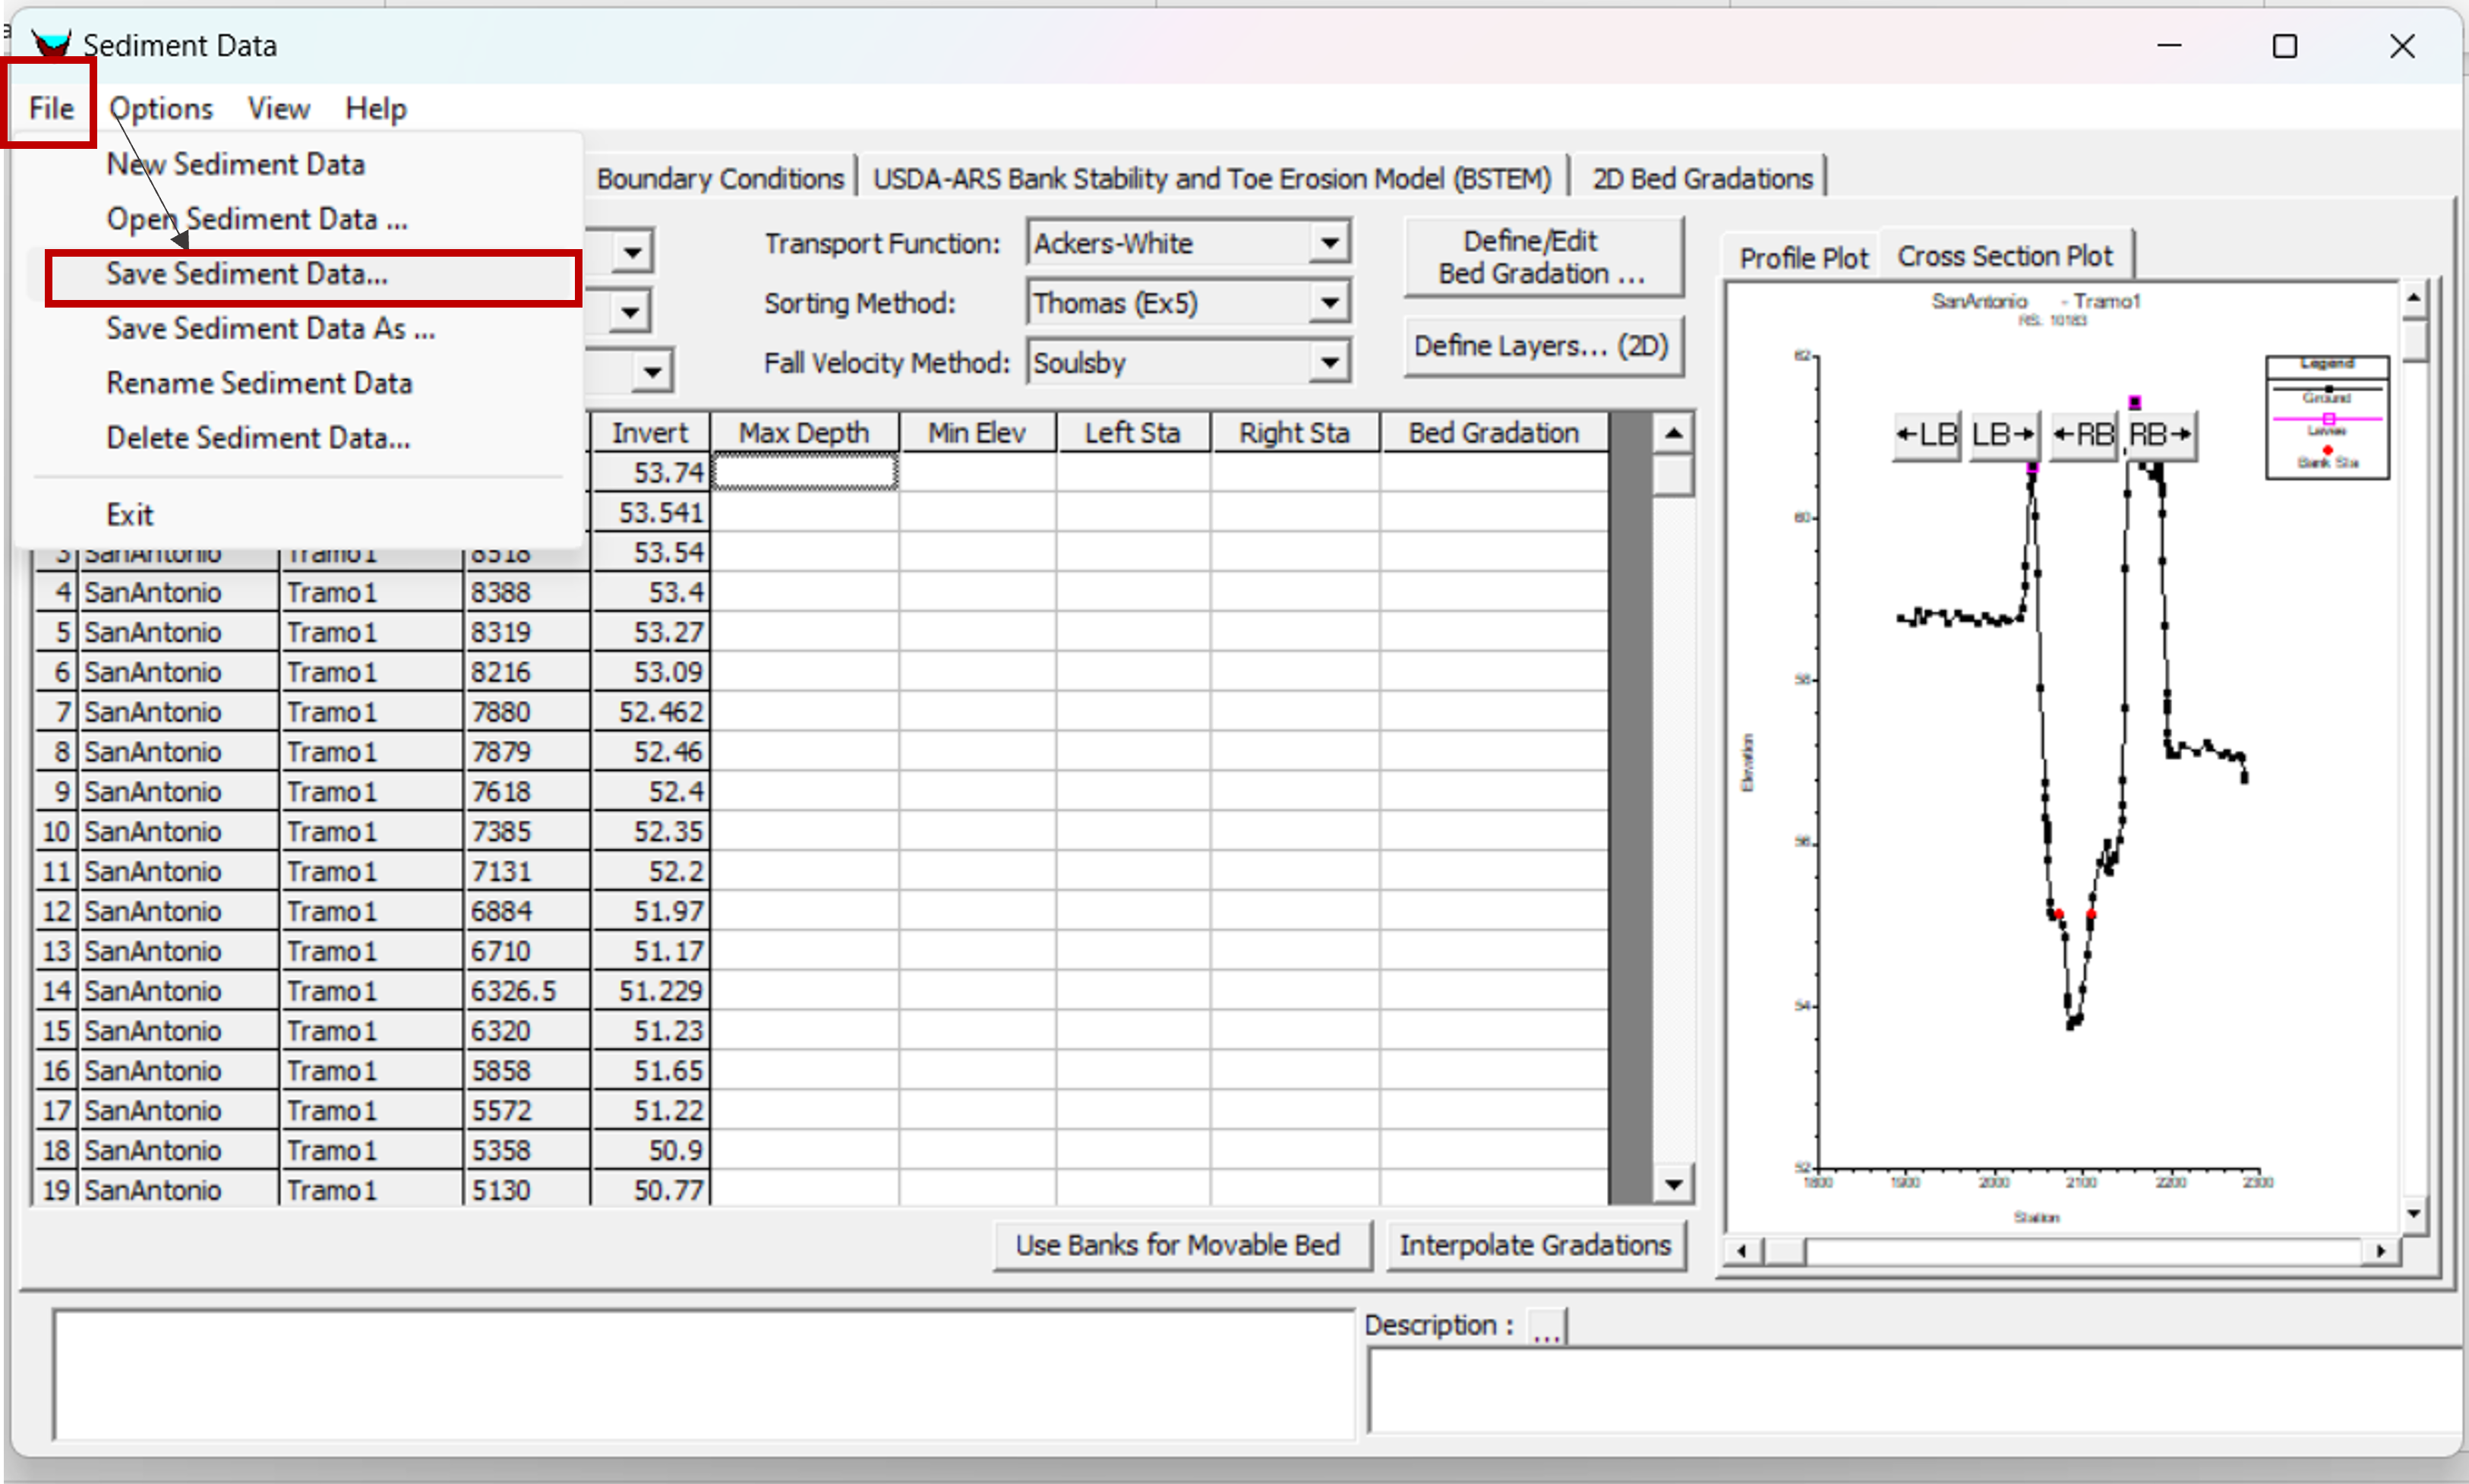 Sediment Data
File Options View Help
New Sediment Data
Open Sediment Data ...
Save Sediment Data...
Save Sediment Data As ...
Rename Sediment Data
Delete Sediment Data...
Exit
Boundary Conditions USDA-ARS Bank Stability and Toe Erosion Model (BSTEM) 2D Bed Gradations
Transport Function: Ackers-White
Sorting Method: Thomas (Ex5)
Fall Velocity Method: Soulsby
Define/Edit
Bed Gradation ...
Define Layers... (2D)
Invert Max Depth Min Elev Left Sta Right Sta Bed Gradation
53.74
53.541
3 SanAntonio Tramo1 8518 53.54
4 SanAntonio Tramo1 8388 53.4
5 SanAntonio Tramo1 8319 53.27
6 SanAntonio Tramo1 8216 53.09
7 SanAntonio Tramo1 7880 52.462
8 SanAntonio Tramo1 7879 52.46
9 SanAntonio Tramo1 7618 52.4
10 SanAntonio Tramo1 7385 52.35
11 SanAntonio Tramo1 7131 52.2
12 SanAntonio Tramo1 6884 51.97
13 SanAntonio Tramo1 6710 51.17
14 SanAntonio Tramo1 6326.5 51.229
15 SanAntonio Tramo1 6320 51.23
16 SanAntonio Tramo1 5858 51.65
17 SanAntonio Tramo1 5572 51.22
18 SanAntonio Tramo1 5358 50.9
19 SanAntonio Tramo1 5130 50.77
Use Banks for Movable Bed Interpolate Gradations
Profile Plot Cross Section Plot
SanAntonio - Tramo1
RS: 10183
Legend
Ground
Levee
Bank Sta
←LB LB→ ←RB RB→
62
60
58
56
54
52
Elevation
1800 1900 2000 2100 2200 2300
Station
Description : ...